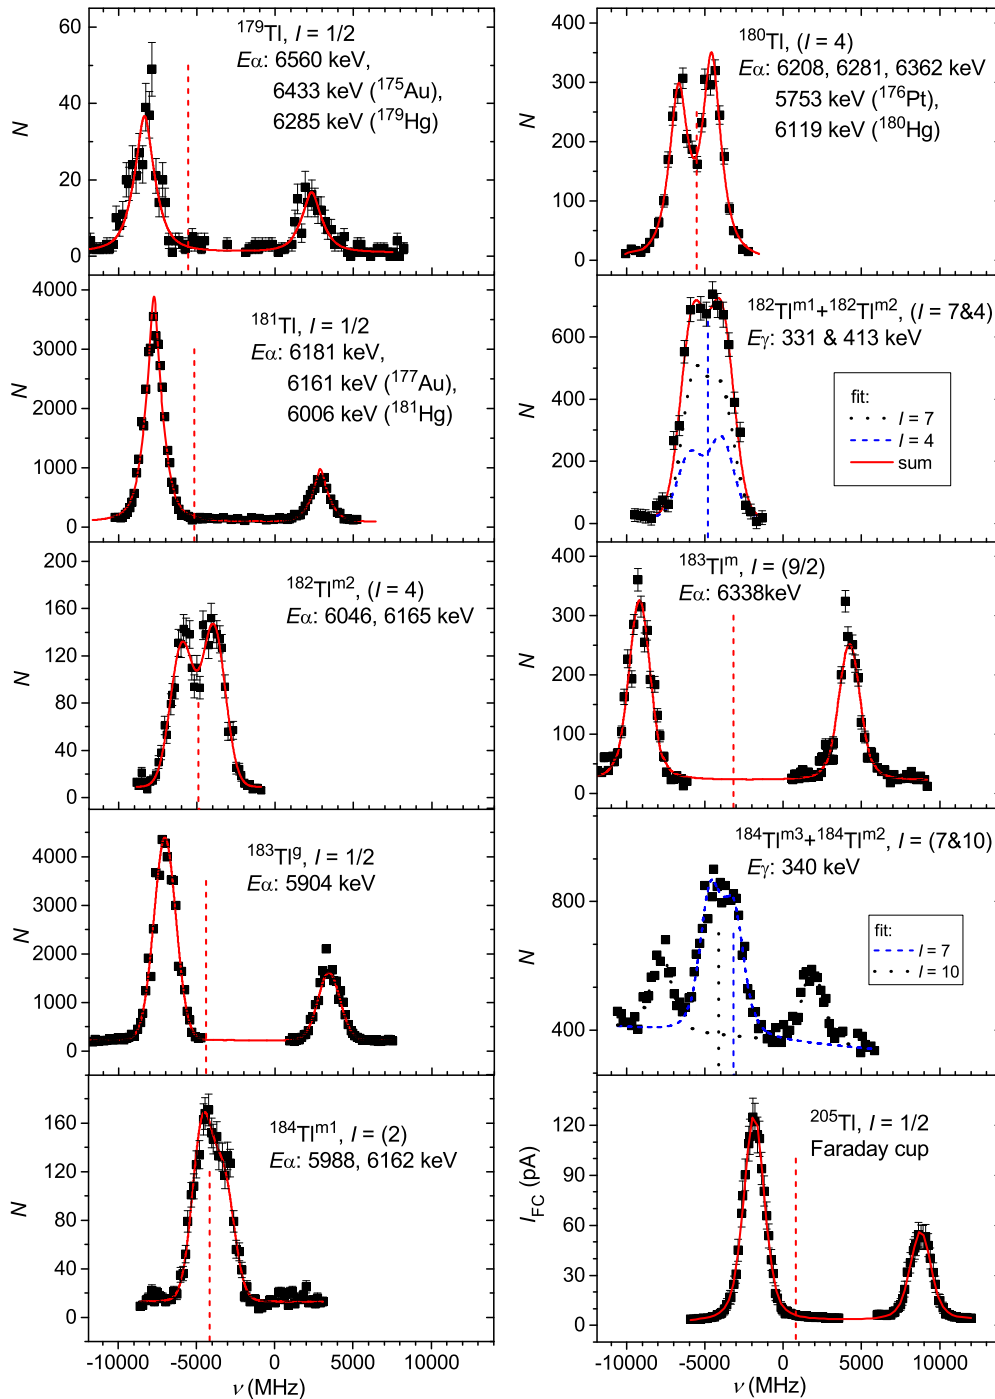 ¹⁷⁹Tl, I = 1/2
Eα: 6560 keV,
6433 keV (¹⁷⁵Au),
6285 keV (¹⁷⁹Hg)
N
60
40
20
0
¹⁸⁰Tl, (I = 4)
Eα: 6208, 6281, 6362 keV
5753 keV (¹⁷⁶Pt),
6119 keV (¹⁸⁰Hg)
N
400
300
200
100
0
¹⁸¹Tl, I = 1/2
Eα: 6181 keV,
6161 keV (¹⁷⁷Au),
6006 keV (¹⁸¹Hg)
N
4000
3000
2000
1000
0
¹⁸²Tlᵐ¹+¹⁸²Tlᵐ², (I = 7&4)
Eγ: 331 & 413 keV
fit:
I = 7
I = 4
sum
N
600
400
200
0
¹⁸²Tlᵐ², (I = 4)
Eα: 6046, 6165 keV
N
200
160
120
80
40
0
¹⁸³Tlᵐ, I = (9/2)
Eα: 6338keV
N
400
300
200
100
0
¹⁸³Tlᵍ, I = 1/2
Eα: 5904 keV
N
4000
3000
2000
1000
0
¹⁸⁴Tlᵐ³+¹⁸⁴Tlᵐ², I = (7&10)
Eγ: 340 keV
fit:
I = 7
I = 10
N
800
400
¹⁸⁴Tlᵐ¹, I = (2)
Eα: 5988, 6162 keV
N
160
120
80
40
0
-10000 -5000 0 5000 10000
ν (MHz)
²⁰⁵Tl, I = 1/2
Faraday cup
I_FC (pA)
120
90
60
30
0
-10000 -5000 0 5000 10000
ν (MHz)